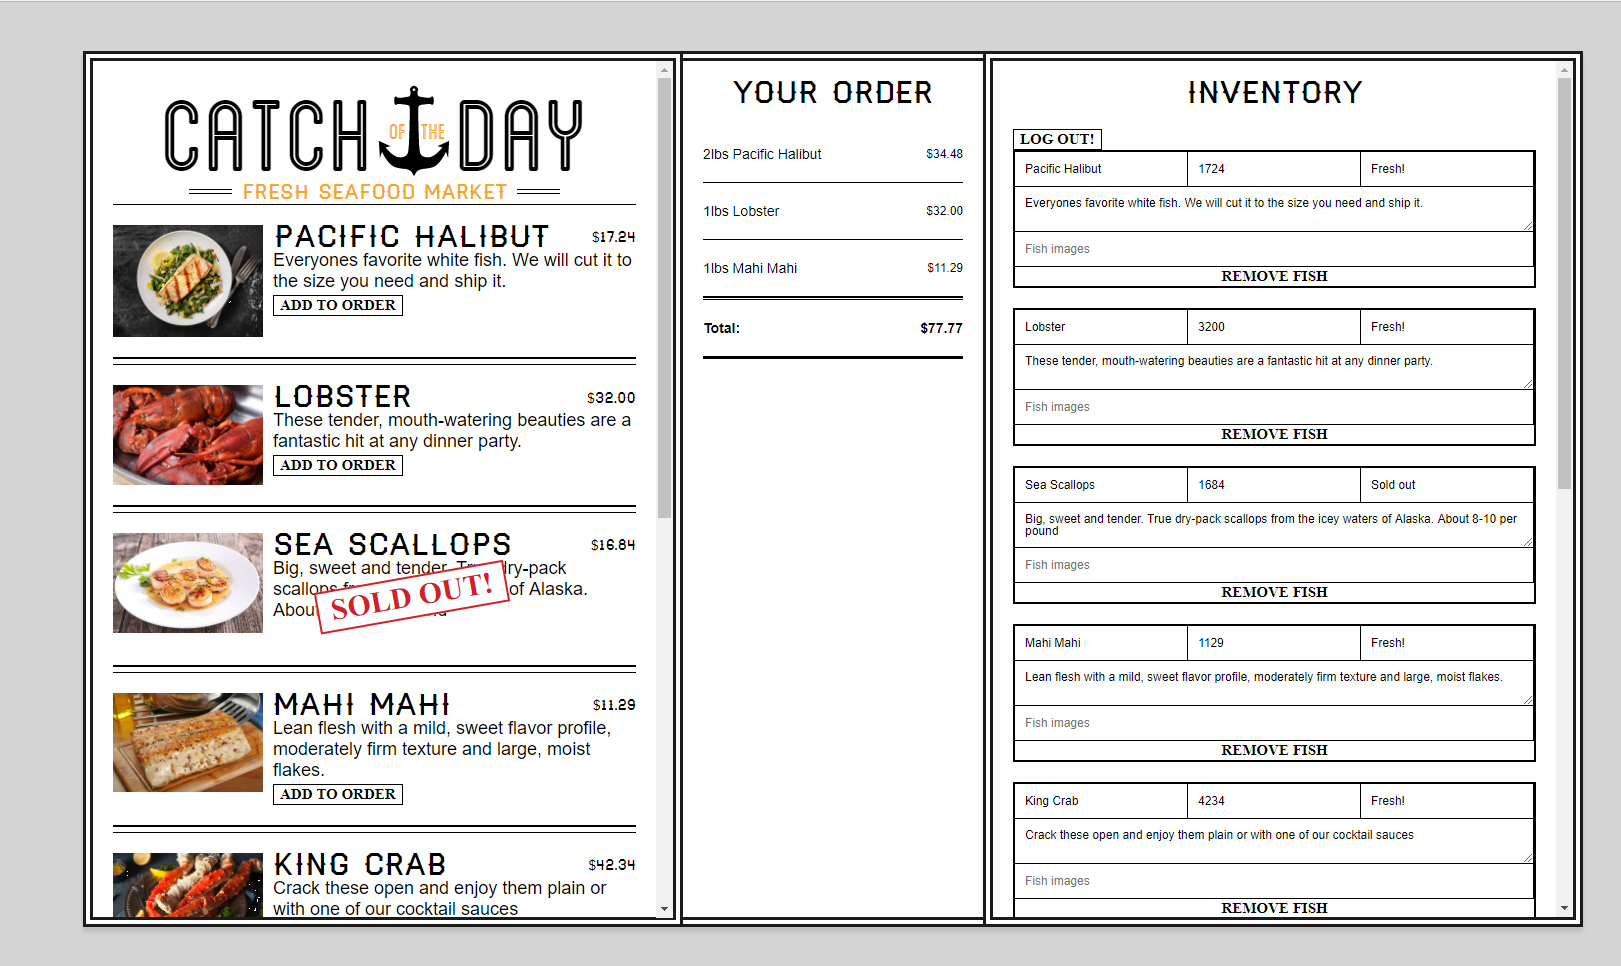 CATCH OF THE DAY
FRESH SEAFOOD MARKET
PACIFIC HALIBUT $17.24
Everyones favorite white fish. We will cut it to
the size you need and ship it.
ADD TO ORDER
LOBSTER $32.00
These tender, mouth-watering beauties are a
fantastic hit at any dinner party.
ADD TO ORDER
SEA SCALLOPS $16.84
Big, sweet and tender. dry-pack
scallops of Alaska.
About
SOLD OUT!
MAHI MAHI $11.29
Lean flesh with a mild, sweet flavor profile,
moderately firm texture and large, moist
flakes.
ADD TO ORDER
KING CRAB $42.34
Crack these open and enjoy them plain or
with one of our cocktail sauces
YOUR ORDER
2lbs Pacific Halibut $34.48
1lbs Lobster $32.00
1lbs Mahi Mahi $11.29
Total: $77.77
INVENTORY
LOG OUT!
Pacific Halibut 1724 Fresh!
Everyones favorite white fish. We will cut it to the size you need and ship it.
Fish images
REMOVE FISH
Lobster 3200 Fresh!
These tender, mouth-watering beauties are a fantastic hit at any dinner party.
Fish images
REMOVE FISH
Sea Scallops 1684 Sold out
Big, sweet and tender. True dry-pack scallops from the icey waters of Alaska. About 8-10 per
pound
Fish images
REMOVE FISH
Mahi Mahi 1129 Fresh!
Lean flesh with a mild, sweet flavor profile, moderately firm texture and large, moist flakes.
Fish images
REMOVE FISH
King Crab 4234 Fresh!
Crack these open and enjoy them plain or with one of our cocktail sauces
Fish images
REMOVE FISH